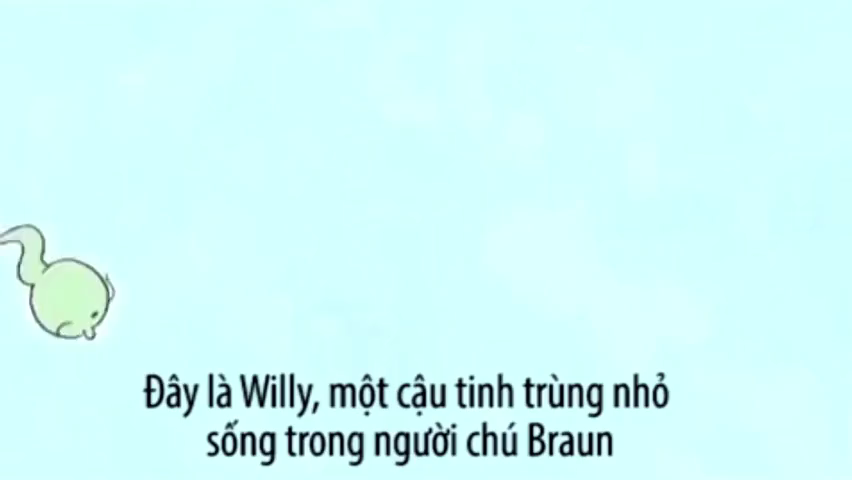 Đây là Willy, một cậu tinh trùng nhỏ
sống trong người chú Braun